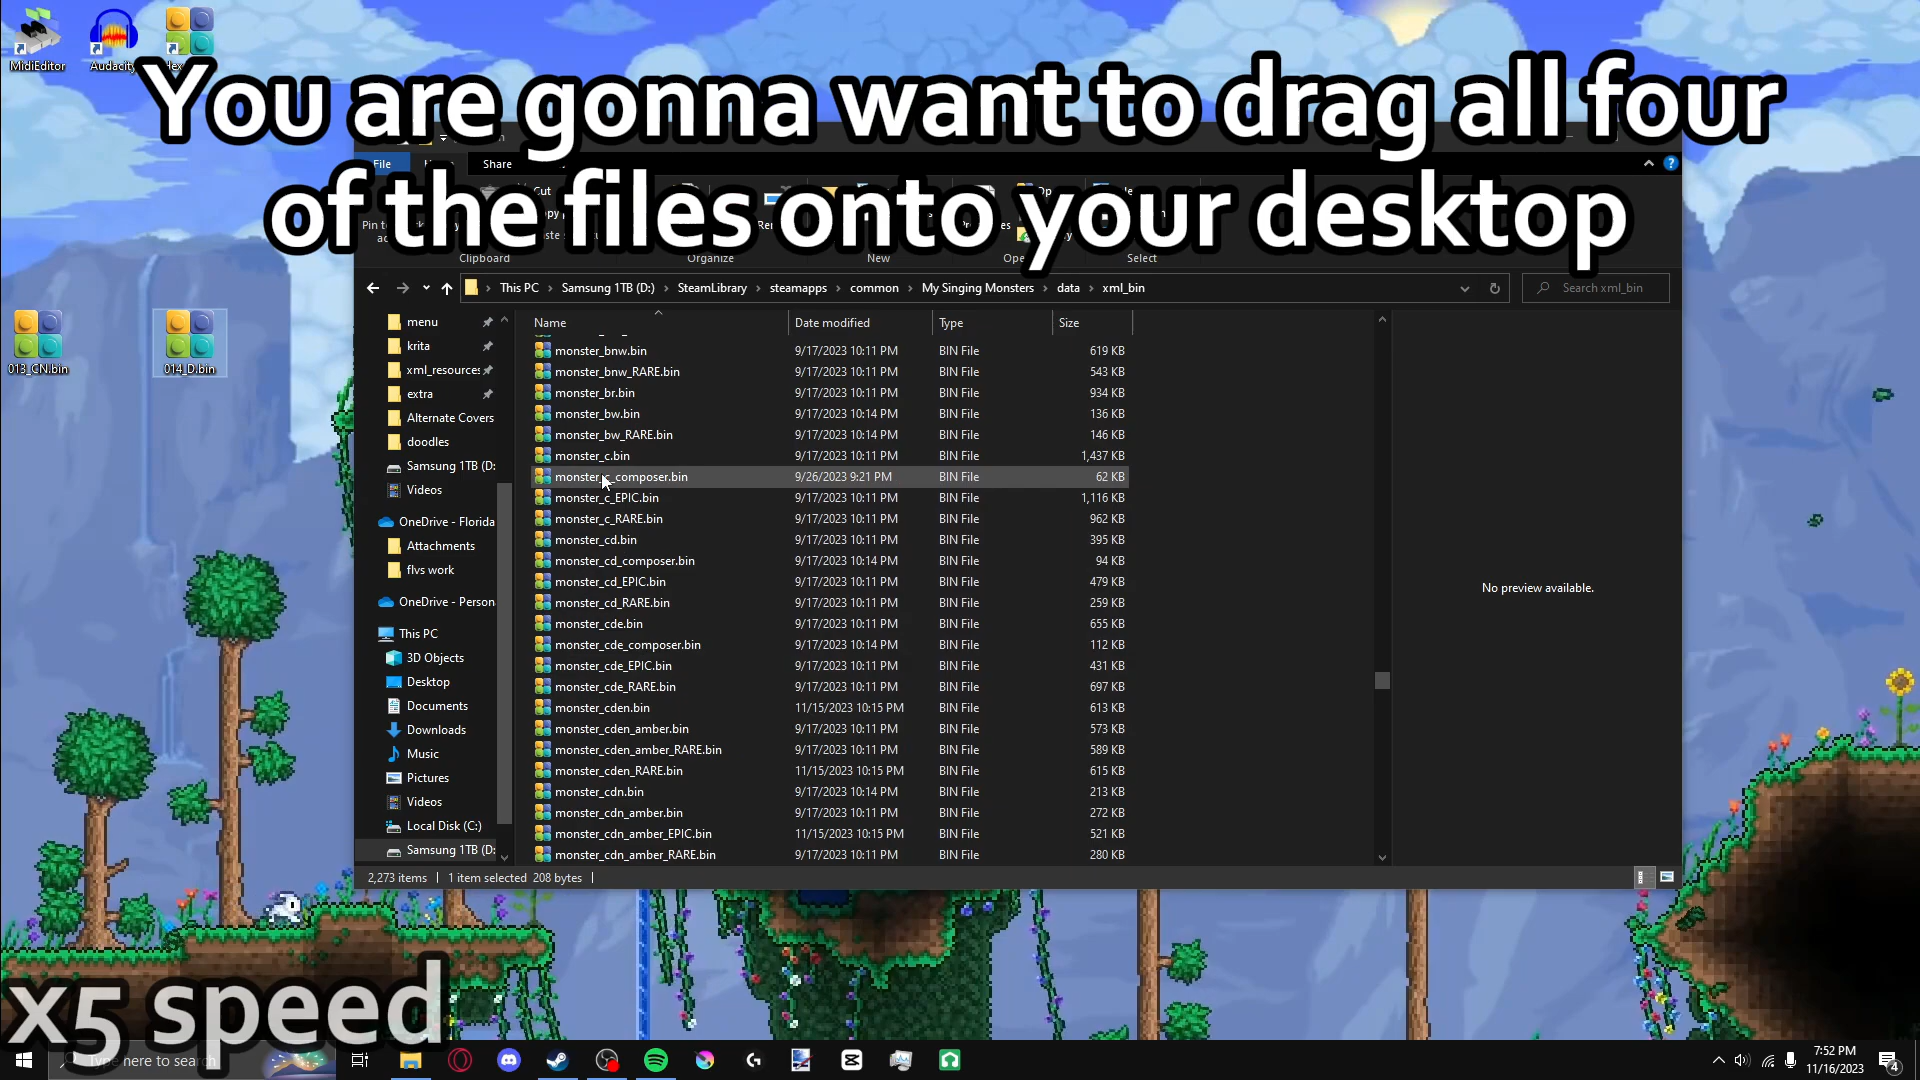 MidiEditor
Audacity
You are gonna want to drag all four
of the files onto your desktop
File
Share
Cut
Clipboard
Organize
New
Select
This PC
Samsung 1TB (D:)
SteamLibrary
steamapps
common
My Singing Monsters
data
xml_bin
Search xml_bin
013_CN.bin
014_D.bin
menu
krita
xml_resources
extra
Alternate Covers
doodles
Samsung 1TB (D:
Videos
OneDrive - Florida
Attachments
flvs work
OneDrive - Person
This PC
3D Objects
Desktop
Documents
Downloads
Music
Pictures
Videos
Local Disk (C:)
Samsung 1TB (D:
Name Date modified Type Size
monster_bnw.bin 9/17/2023 10:11 PM BIN File 619 KB
monster_bnw_RARE.bin 9/17/2023 10:11 PM BIN File 543 KB
monster_br.bin 9/17/2023 10:11 PM BIN File 934 KB
monster_bw.bin 9/17/2023 10:14 PM BIN File 136 KB
monster_bw_RARE.bin 9/17/2023 10:14 PM BIN File 146 KB
monster_c.bin 9/17/2023 10:11 PM BIN File 1,437 KB
monster_c_composer.bin 9/26/2023 9:21 PM BIN File 62 KB
monster_c_EPIC.bin 9/17/2023 10:11 PM BIN File 1,116 KB
monster_c_RARE.bin 9/17/2023 10:11 PM BIN File 962 KB
monster_cd.bin 9/17/2023 10:11 PM BIN File 395 KB
monster_cd_composer.bin 9/17/2023 10:14 PM BIN File 94 KB
monster_cd_EPIC.bin 9/17/2023 10:11 PM BIN File 479 KB
monster_cd_RARE.bin 9/17/2023 10:11 PM BIN File 259 KB
monster_cde.bin 9/17/2023 10:11 PM BIN File 655 KB
monster_cde_composer.bin 9/17/2023 10:14 PM BIN File 112 KB
monster_cde_EPIC.bin 9/17/2023 10:11 PM BIN File 431 KB
monster_cde_RARE.bin 9/17/2023 10:11 PM BIN File 697 KB
monster_cden.bin 11/15/2023 10:15 PM BIN File 613 KB
monster_cden_amber.bin 9/17/2023 10:11 PM BIN File 573 KB
monster_cden_amber_RARE.bin 9/17/2023 10:11 PM BIN File 589 KB
monster_cden_RARE.bin 11/15/2023 10:15 PM BIN File 615 KB
monster_cdn.bin 9/17/2023 10:14 PM BIN File 213 KB
monster_cdn_amber.bin 9/17/2023 10:11 PM BIN File 272 KB
monster_cdn_amber_EPIC.bin 11/15/2023 10:15 PM BIN File 521 KB
monster_cdn_amber_RARE.bin 9/17/2023 10:11 PM BIN File 280 KB
No preview available.
2,273 items
1 item selected 208 bytes
x5 speed
Type here to search
7:52 PM
11/16/2023
4